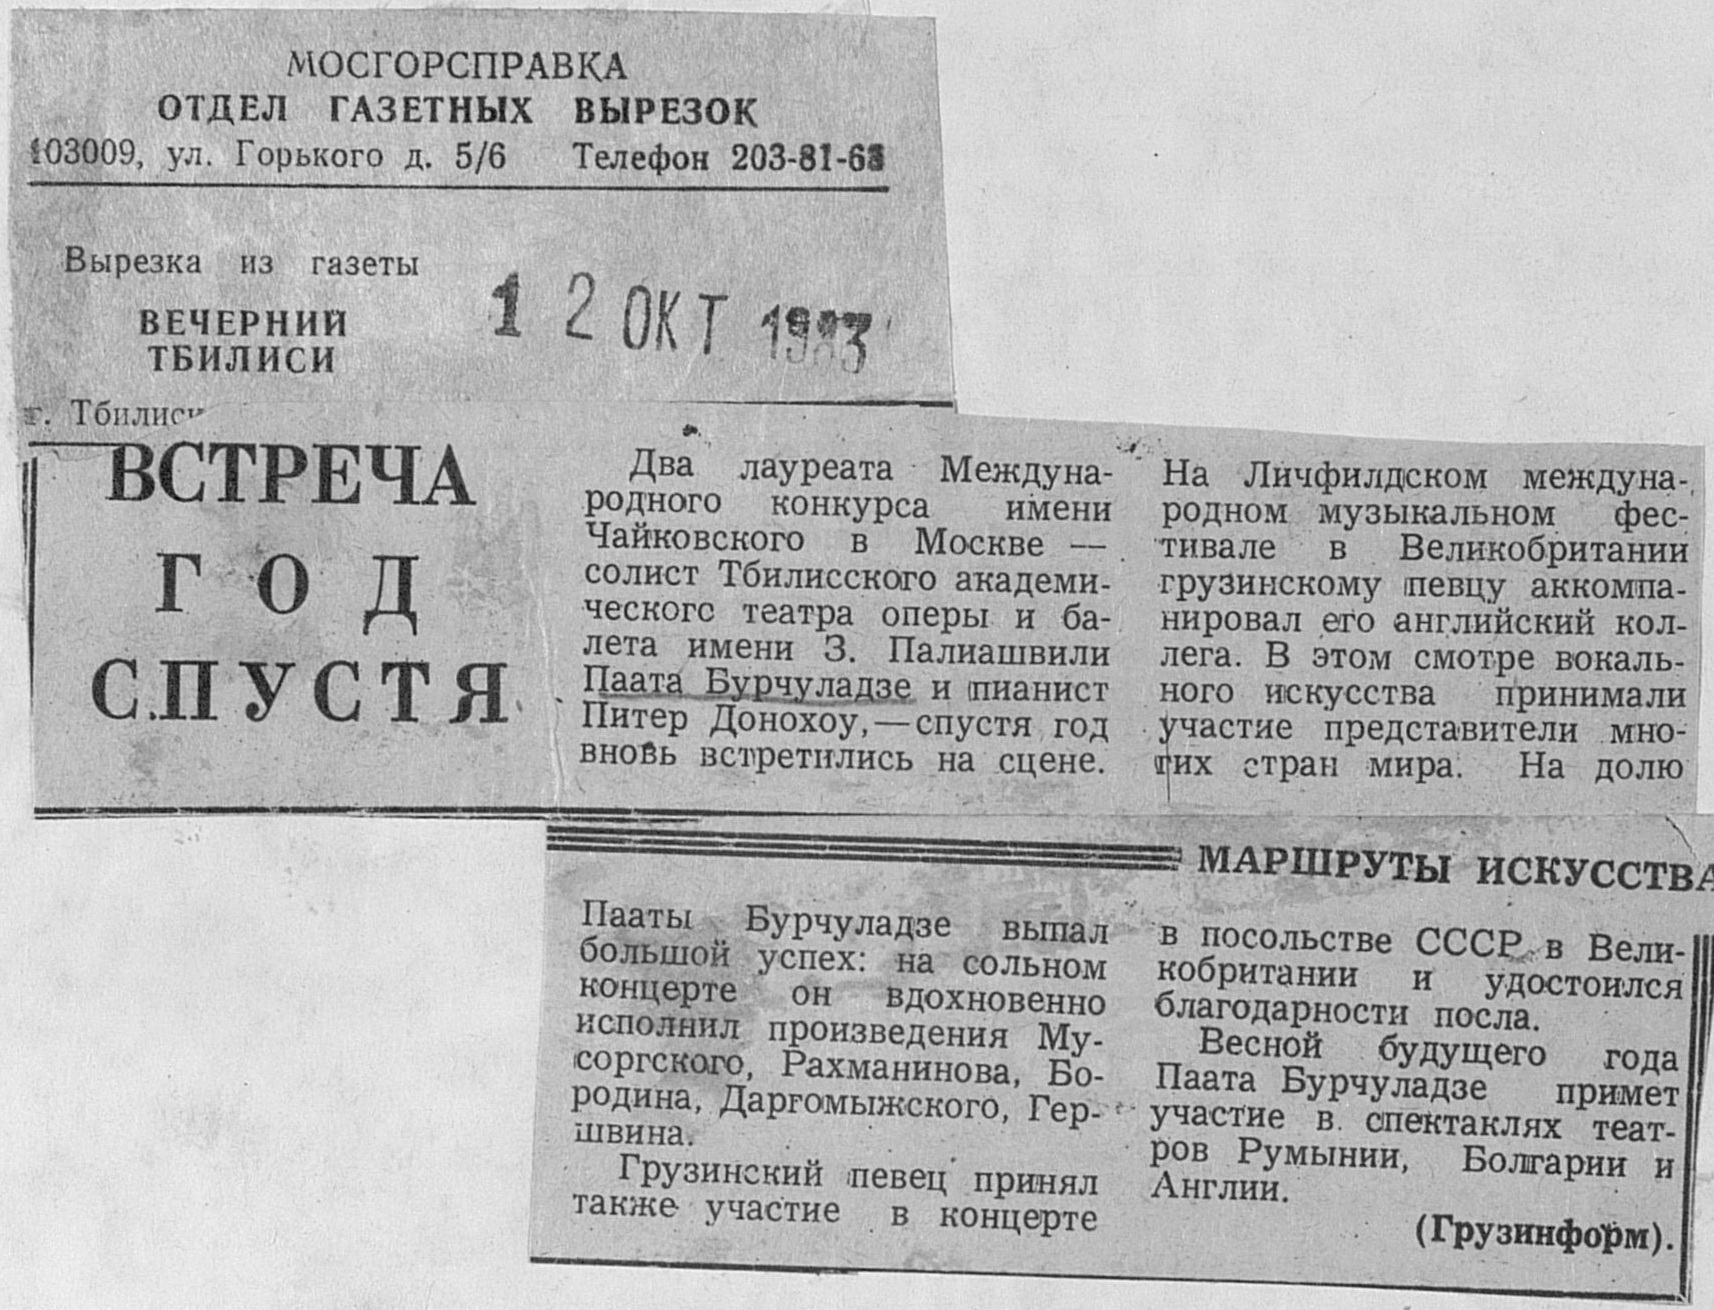 МОСГОРСПРАВКА
ОТДЕЛ ГАЗЕТНЫХ ВЫРЕЗОК
103009, ул. Горького д. 5/6 Телефон 203-81-63
Вырезка из газеты
ВЕЧЕРНИЙ
ТБИЛИСИ
12 ОКТ 1983
г. Тбилиси
ВСТРЕЧА
ГОД
СПУСТЯ
Два лауреата Междуна-
родного конкурса имени
Чайковского в Москве —
солист Тбилисского академи-
ческого театра оперы и ба-
лета имени З. Палиашвили
Паата Бурчуладзе и пианист
Питер Донохоу,—спустя год
вновь встретились на сцене.
На Личфилдском междуна-
родном музыкальном фес-
тивале в Великобритании
грузинскому певцу аккомпа-
нировал его английский кол-
лега. В этом смотре вокаль-
ного искусства принимали
участие представители мно-
гих стран мира. На долю
МАРШРУТЫ ИСКУССТВА
Пааты Бурчуладзе выпал
большой успех: на сольном
концерте он вдохновенно
исполнил произведения Му-
соргского, Рахманинова, Бо-
родина, Даргомыжского, Гер-
швина.
Грузинский певец принял
также участие в концерте
в посольстве СССР в Вели-
кобритании и удостоился
благодарности посла.
Весной будущего года
Паата Бурчуладзе примет
участие в спектаклях теат-
ров Румынии, Болгарии и
Англии.
(Грузинформ).